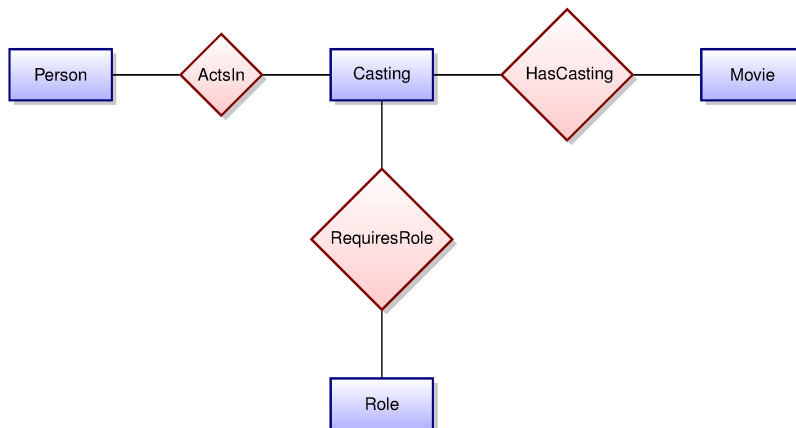 Person
ActsIn
Casting
HasCasting
Movie
RequiresRole
Role